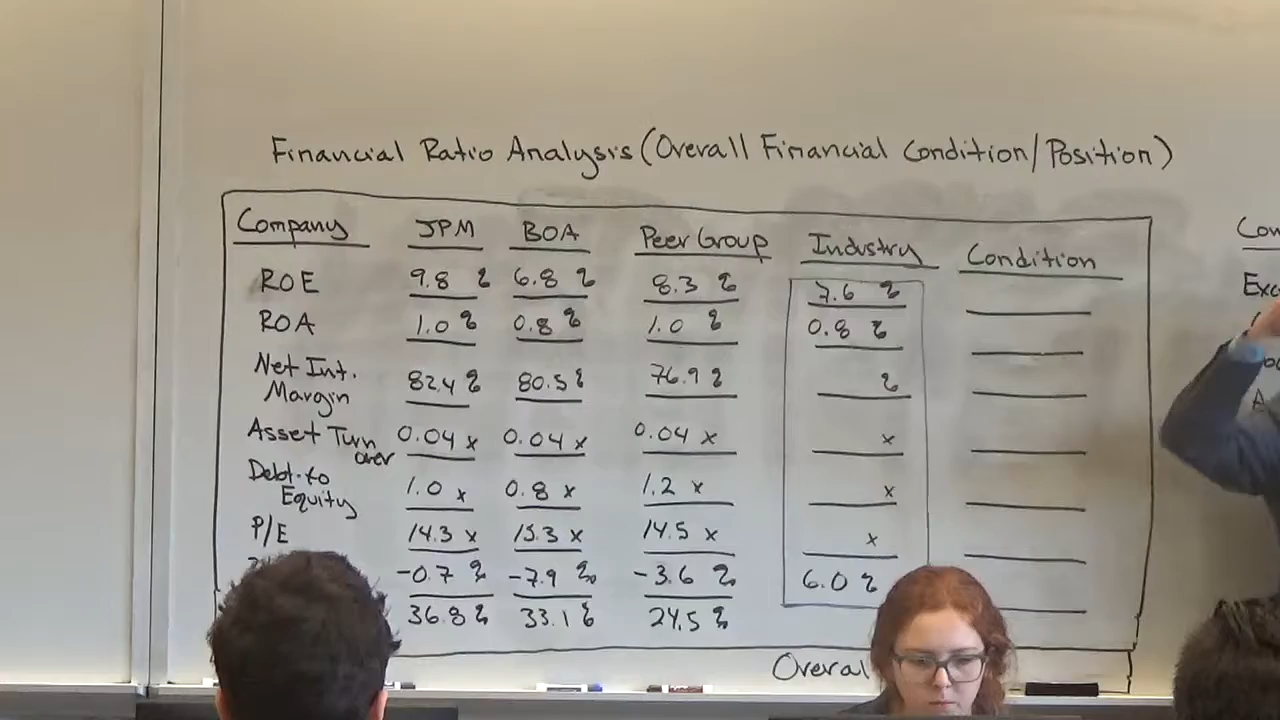 Financial Ratio Analysis (Overall Financial Condition/Position)
Company JPM BOA Peer Group Industry Condition
ROE 9.8 % 6.8 % 8.3 % 7.6 %
ROA 1.0 % 0.8 % 1.0 % 0.8 %
Net Int. Margin 82.4 % 80.5 % 76.9 % %
Asset Turn over 0.04 x 0.04 x 0.04 x x
Debt-to Equity 1.0 x 0.8 x 1.2 x x
P/E 14.3 x 15.3 x 14.5 x x
-0.7 % -7.9 % -3.6 % 6.0 %
36.8 % 33.1 % 24.5 %
Overal
Con
Exc
A